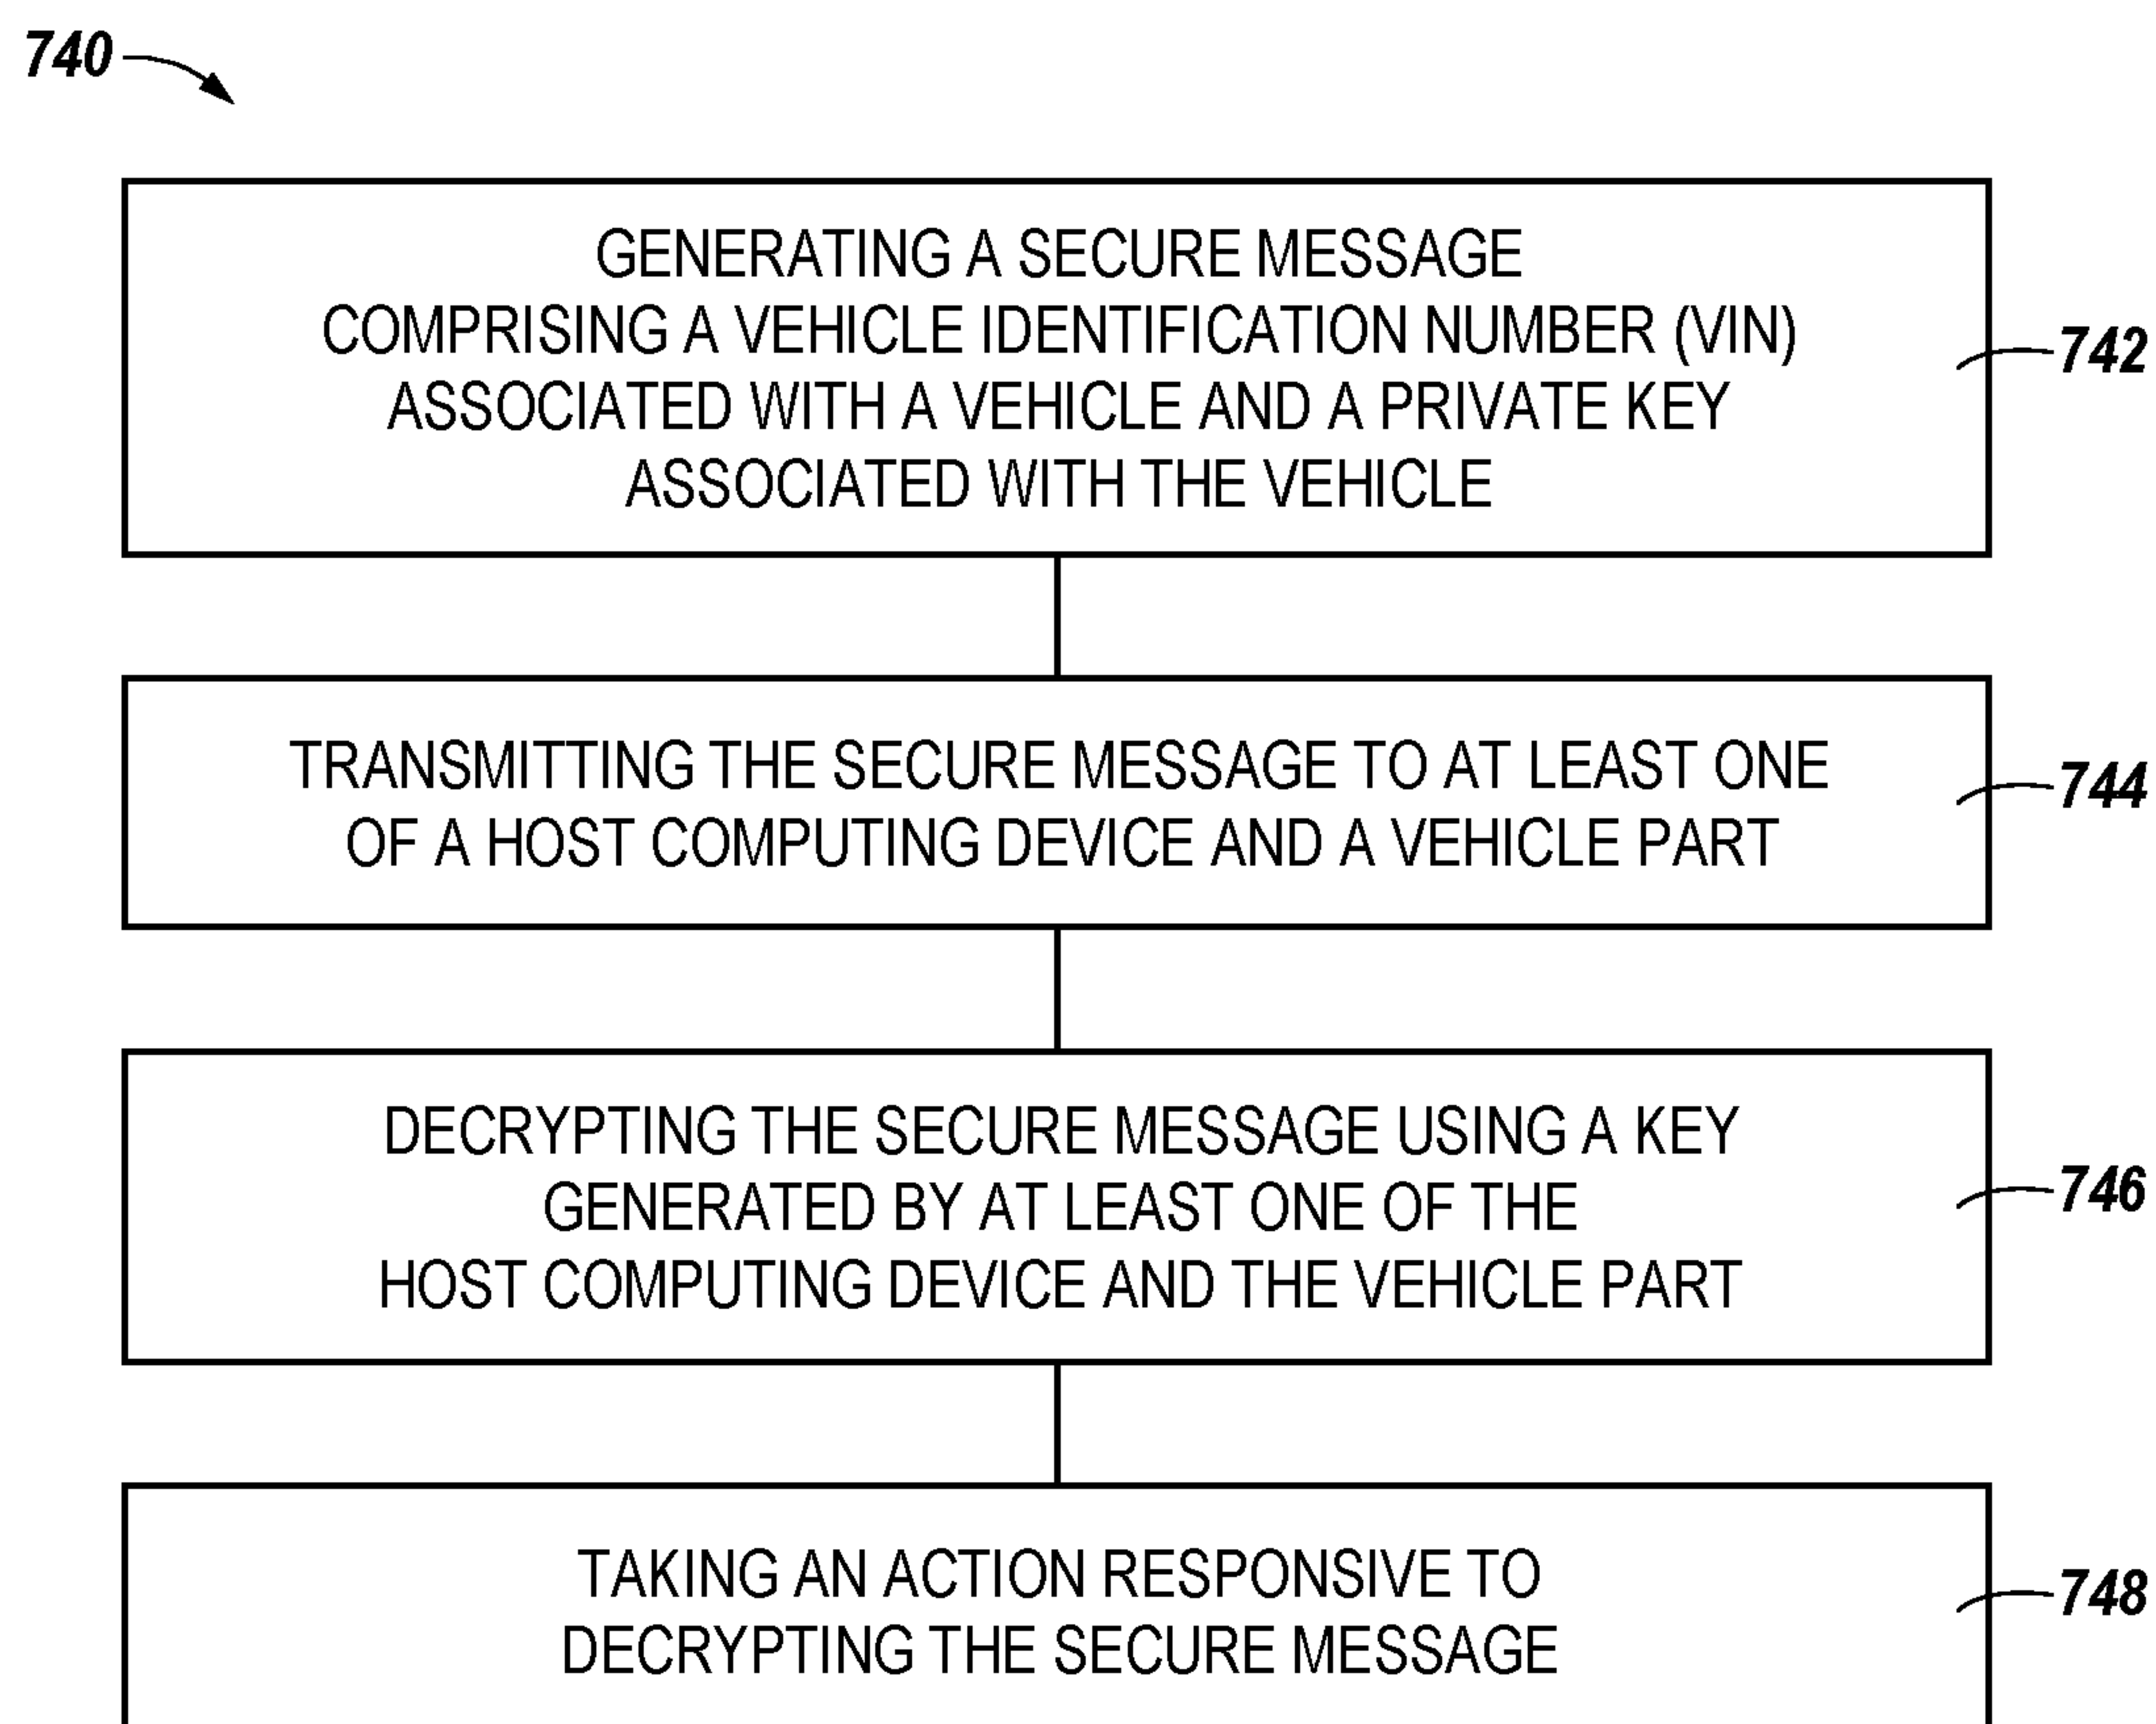 740
GENERATING A SECURE MESSAGE
COMPRISING A VEHICLE IDENTIFICATION NUMBER (VIN)
ASSOCIATED WITH A VEHICLE AND A PRIVATE KEY
ASSOCIATED WITH THE VEHICLE
742
TRANSMITTING THE SECURE MESSAGE TO AT LEAST ONE
OF A HOST COMPUTING DEVICE AND A VEHICLE PART
744
DECRYPTING THE SECURE MESSAGE USING A KEY
GENERATED BY AT LEAST ONE OF THE
HOST COMPUTING DEVICE AND THE VEHICLE PART
746
TAKING AN ACTION RESPONSIVE TO
DECRYPTING THE SECURE MESSAGE
748